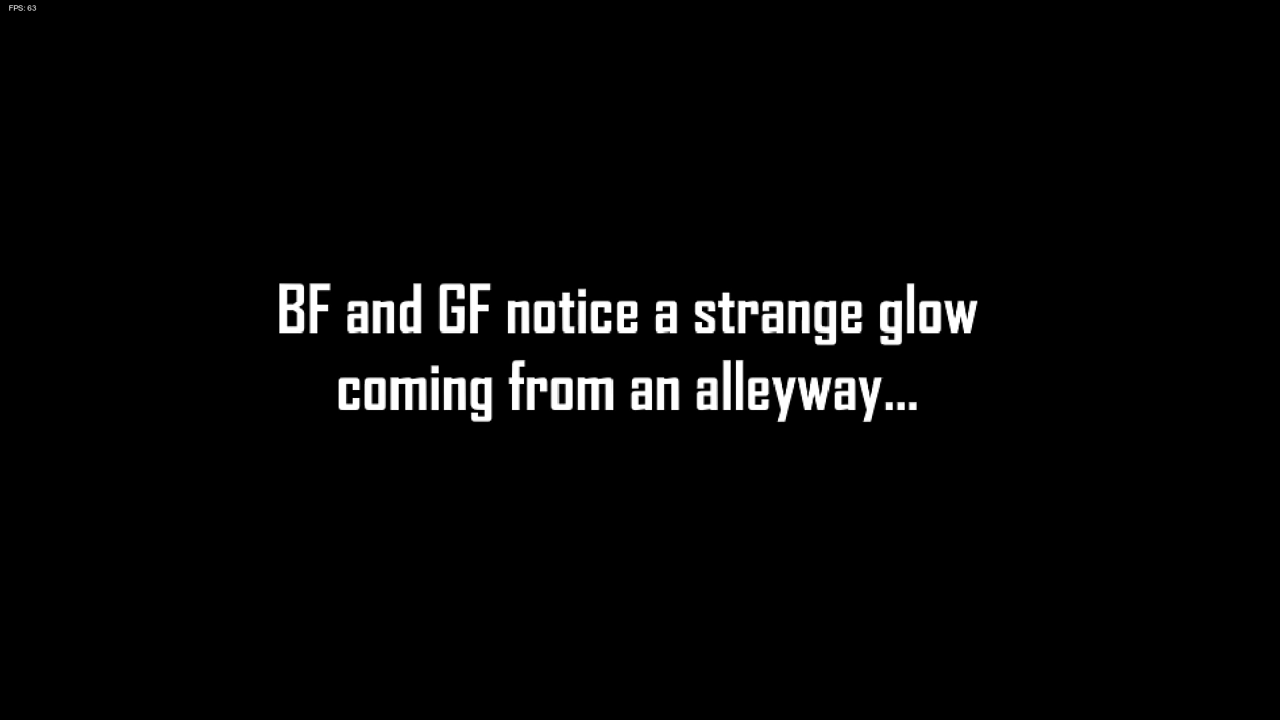 FPS: 63
BF and GF notice a strange glow
coming from an alleyway...